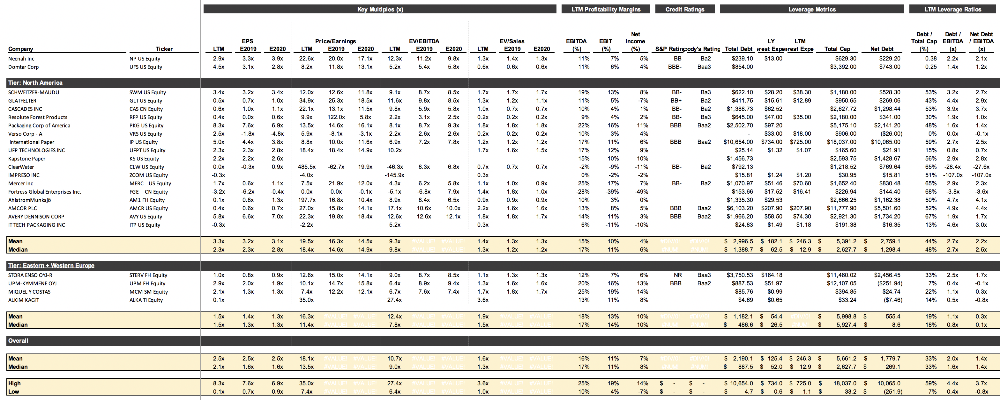 Key Multiples (x) LTM Profitability Margins Credit Ratings Leverage Metrics LTM Leverage Ratios
Net Debt / Debt / Net Debt
EPS Price/Earnings EV/EBITDA EV/Sales EBITDA EBIT Income LY LTM Total Cap EBITDA / EBITDA
Company Ticker LTM E2019 E2020 LTM E2019 E2020 LTM E2019 E2020 LTM E2019 E2020 (%) (%) (%) S&P Rating oody's Rating Total Debt erest Expe erest Expe Total Cap Net Debt (%) (x) (x)
Neenah Inc NP US Equity 2.9x 3.3x 3.9x 22.6x 20.0x 17.1x 12.3x 11.2x 9.8x 1.3x 1.4x 1.3x 11% 7% 5% BB Ba2 $239.10 $13.00 $629.30 $229.20 0.38 2.2x 2.1x
Domtar Corp UFS US Equity 4.5x 3.1x 2.8x 8.2x 11.8x 13.1x 5.2x 5.4x 5.8x 0.6x 0.6x 0.6x 11% 6% 4% BBB- Baa3 $854.00 $3,392.00 $743.00 0.25 1.4x 1.2x
Tier: North America
SCHWEITZER-MAUDU SWM US Equity 3.4x 3.2x 3.4x 12.0x 12.6x 11.8x 9.1x 8.7x 8.5x 1.7x 1.7x 1.7x 19% 13% 8% BB- Ba3 $622.10 $28.20 $38.30 $1,180.00 $528.30 53% 3.2x 2.7x
GLATFELTER GLT US Equity 0.5x 0.7x 1.0x 34.9x 25.3x 18.5x 11.6x 9.8x 8.5x 1.3x 1.2x 1.1x 11% 5% -7% BB+ Ba2 $411.75 $15.61 $12.89 $950.65 $269.06 43% 4.4x 2.9x
CASCADES INC CAS CN Equity 0.6x 1.0x 1.1x 22.1x 13.1x 11.5x 9.8x 5.9x 5.8x 1.0x 0.7x 0.7x 10% 4% 1% BB- Ba2 $1,388.73 $62.52 $2,627.72 $1,298.44 53% 3.9x 3.7x
Resolute Forest Products RFP US Equity 0.4x 0.0x 0.6x 9.9x 122.0x 5.8x 2.2x 3.1x 2.5x 0.2x 0.2x 0.2x 9% 4% 2% BB- Ba3 $645.00 $47.00 $35.00 $2,180.00 $341.00 30% 1.9x 1.0x
Packaging Corp of America PKG US Equity 8.3x 7.6x 6.9x 13.5x 14.6x 16.1x 8.1x 8.7x 9.3x 1.8x 1.8x 1.8x 22% 16% 11% BBB Baa2 $2,502.70 $97.20 $5,175.10 $2,141.20 48% 1.6x 1.4x
Verso Corp - A VRS US Equity 2.5x -1.8x -4.8x 5.9x -8.1x -3.1x 2.2x 2.6x 2.6x 0.2x 0.2x 0.2x 10% 3% 4% - $33.00 $18.00 $906.00 ($26.00) 0% 0.0x -0.1x
International Paper IP US Equity 5.0x 4.4x 3.8x 8.8x 10.0x 11.6x 6.9x 7.2x 7.8x 1.2x 1.2x 1.2x 17% 11% 6% BBB Baa2 $10,654.00 $734.00 $725.00 $18,037.00 $10,065.00 59% 2.7x 2.5x
UFP TECHNOLOGIES INC UFPT US Equity 2.3x 2.3x 2.8x 18.4x 18.4x 14.9x 10.2x 1.7x 1.6x 1.5x 17% 12% 9% $25.14 $1.32 $1.07 $165.60 $21.91 15% 0.8x 0.7x
Kapstone Paper KS US Equity 2.2x 2.2x 2.6x 15% 10% 10% $1,456.73 $2,593.75 $1,428.67 56% 2.9x 2.8x
ClearWater CLW US Equity 0.0x -0.3x 0.9x 485.5x -62.7x 19.9x -46.3x 8.3x 6.8x 0.7x 0.7x 0.7x -2% -9% -11% BB- Ba2 $792.13 $1,218.52 $769.64 65% -28.4x -27.6x
IMPRESO INC ZCOM US Equity -0.3x -4.0x -145.9x 0.3x 0% -2% -2% $15.81 $1.24 $1.20 $30.95 $15.81 51% -107.0x -107.0x
Mercer Inc MERC US Equity 1.7x 0.6x 1.1x 7.5x 21.9x 12.0x 4.3x 6.2x 5.8x 1.1x 1.0x 0.9x 25% 17% 7% BB- Ba2 $1,070.97 $51.46 $70.60 $1,652.40 $830.48 65% 2.9x 2.3x
Fortress Global Enterprises Inc. FGE CN Equity -3.2x -6.2x -0.4x 0.0x 0.0x -0.1x -5.1x -6.8x 7.9x 1.4x 1.8x 1.0x -28% -39% -49% $153.66 $17.52 $16.41 $226.94 $144.40 68% -3.8x -3.6x
AhlstromMunksjö AM1 FH Equity 0.1x 0.8x 1.3x 197.7x 16.8x 10.4x 8.9x 8.4x 6.5x 0.9x 0.9x 0.9x 10% 3% 0% $1,335.30 $29.53 $2,666.25 $1,162.38 50% 4.7x 4.1x
AMCOR PLC AMCR US Equity 0.4x 0.6x 0.7x 27.0x 15.8x 14.1x 17.1x 10.6x 10.0x 2.2x 1.6x 1.6x 13% 8% 5% BBB Baa2 $6,103.20 $207.90 $207.90 $11,777.90 $5,501.60 52% 4.9x 4.4x
AVERY DENNISON CORP AVY US Equity 5.8x 6.6x 7.0x 22.3x 19.8x 18.4x 12.6x 12.6x 12.1x 1.8x 1.8x 1.7x 14% 11% 3% BBB Baa2 $1,966.20 $58.50 $74.30 $2,921.30 $1,734.20 67% 1.9x 1.7x
IT TECH PACKAGING INC ITP US Equity -0.3x -2.2x 5.2x 0.3x 6% -11% -10% $24.83 $1.49 $1.18 $191.38 $16.35 13% 4.6x 3.0x
Mean 3.3x 3.2x 3.1x 19.5x 16.3x 14.5x 9.3x #VALUE! #VALUE! 1.4x 1.3x 1.3x 15% 10% 4% #DIV/0! #DIV/0! $ 2,996.5 $ 182.1 $ 246.3 $ 5,391.2 $ 2,759.1 44% 2.7x 2.2x
Median 2.3x 2.3x 2.8x 18.4x 14.6x 14.9x 9.8x #VALUE! #VALUE! 1.3x 1.2x 1.2x 17% 11% 6% #NUM! #NUM! $ 1,388.7 $ 62.5 $ 12.9 $ 2,627.7 $ 1,298.4 48% 2.7x 2.5x
Tier: Eastern + Western Europe
STORA ENSO OYJ-R STERV FH Equity 1.0x 0.8x 0.9x 12.6x 15.0x 14.1x 9.0x 8.7x 8.5x 1.1x 1.3x 1.3x 12% 7% 6% NR Baa3 $3,750.53 $164.18 $11,460.02 $2,456.45 33% 2.5x 1.7x
UPM-KYMMENE OYJ UPM FH Equity 2.9x 2.0x 1.9x 10.1x 14.7x 15.8x 6.4x 8.9x 9.4x 1.3x 1.6x 1.6x 20% 16% 13% BBB Baa2 $887.53 $51.97 $12,107.05 ($251.94) 7% 0.4x -0.1x
MIQUEL Y COSTAS MCM SM Equity 2.1x 1.3x 1.3x 7.4x 12.2x 12.1x 6.7x 7.6x 7.4x 1.7x 1.8x 1.7x 25% 19% 14% $85.76 $0.99 $394.85 $24.74 22% 1.1x 0.3x
ALKIM KAGIT ALKA TI Equity 0.1x 35.0x 27.4x 3.6x 13% 11% 8% $4.69 $0.65 $33.24 ($7.46) 14% 0.5x -0.8x
Mean 1.5x 1.4x 1.3x 16.3x #VALUE! #VALUE! 12.4x #VALUE! #VALUE! 1.9x #VALUE! #VALUE! 18% 13% 10% #DIV/0! #DIV/0! $ 1,182.1 $ 54.4 #DIV/0! $ 5,998.8 $ 555.4 19% 1.1x 0.3x
Median 1.5x 1.3x 1.3x 11.4x #VALUE! #VALUE! 7.8x #VALUE! #VALUE! 1.5x #VALUE! #VALUE! 17% 14% 10% #NUM! #NUM! $ 486.6 $ 26.5 #NUM! $ 5,927.4 $ 8.6 18% 0.8x 0.1x
Overall
Mean 2.5x 2.5x 2.5x 18.1x #VALUE! #VALUE! 10.7x #VALUE! #VALUE! 1.6x #VALUE! #VALUE! 16% 11% 7% #DIV/0! #DIV/0! $ 2,190.1 $ 125.4 $ 246.3 $ 5,661.2 $ 1,779.7 33% 2.0x 1.4x
Median 2.1x 1.6x 1.6x 13.5x #VALUE! #VALUE! 9.0x #VALUE! #VALUE! 1.3x #VALUE! #VALUE! 17% 11% 8% #NUM! #NUM! $ 887.5 $ 52.0 $ 12.9 $ 2,627.7 $ 269.1 33% 1.6x 1.4x
High 8.3x 7.6x 6.9x 35.0x #VALUE! #VALUE! 27.4x #VALUE! #VALUE! 3.6x #VALUE! #VALUE! 25% 19% 14% $ - $ - $ 10,654.0 $ 734.0 $ 725.0 $ 18,037.0 $ 10,065.0 59% 4.4x 3.7x
Low 0.1x 0.7x 0.9x 7.4x #VALUE! #VALUE! 6.4x #VALUE! #VALUE! 1.0x #VALUE! #VALUE! 10% 4% -7% $ - $ - $ 4.7 $ 0.6 $ 1.1 $ 33.2 $ (251.9) 7% 0.4x -0.8x